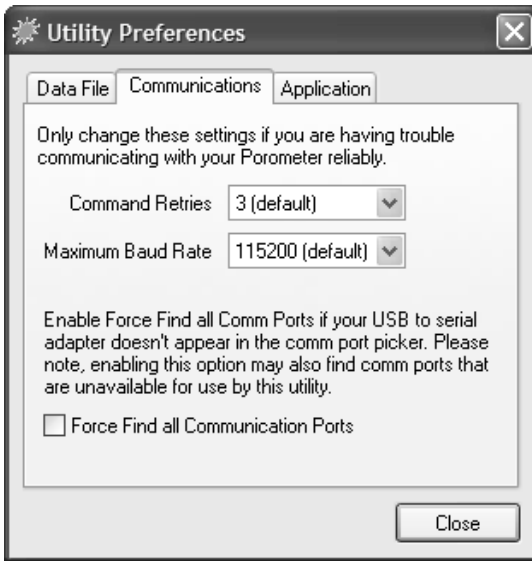 Utility Preferences
Data File
Communications
Application
Only change these settings if you are having trouble
communicating with your Porometer reliably.
Command Retries 3 (default)
Maximum Baud Rate 115200 (default)
Enable Force Find all Comm Ports if your USB to serial
adapter doesn't appear in the comm port picker. Please
note, enabling this option may also find comm ports that
are unavailable for use by this utility.
Force Find all Communication Ports
Close